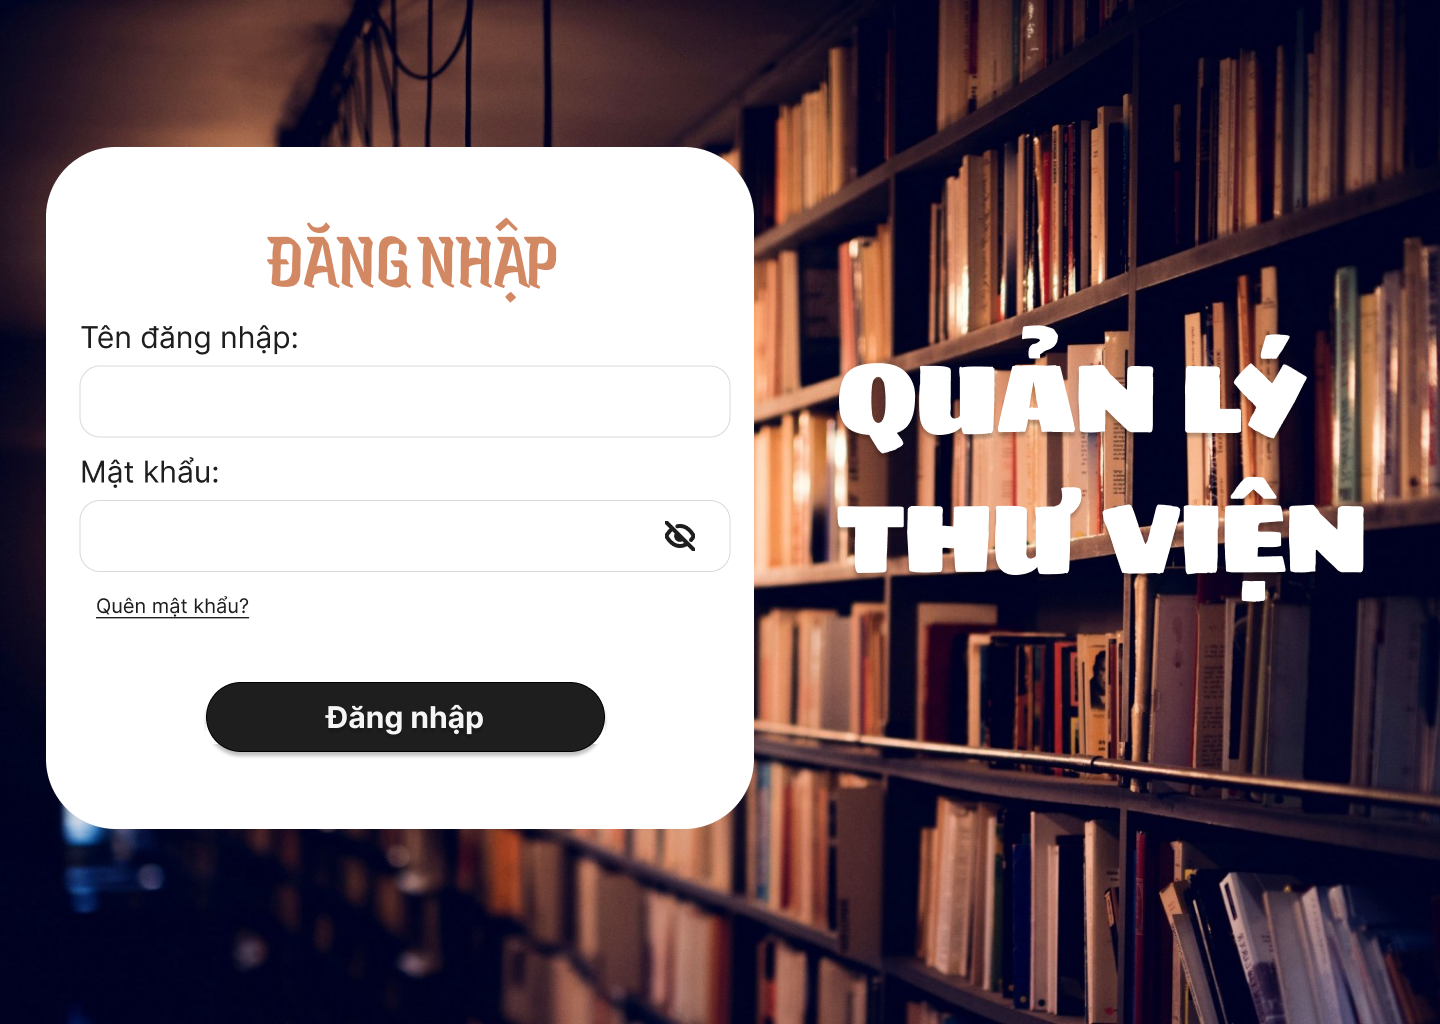 ĐĂNG NHẬP
Tên đăng nhập:
Mật khẩu:
Quên mật khẩu?
Đăng nhập
QUẢN LÝ
THƯ VIỆN